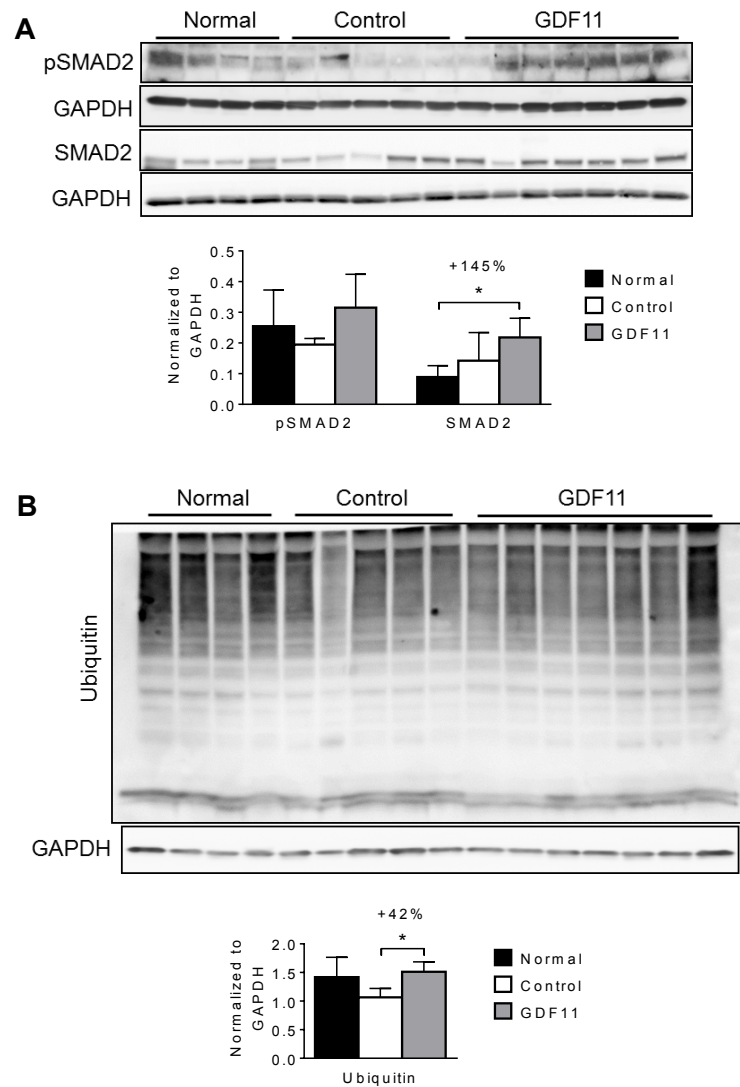 A
Normal Control GDF11
pSMAD2
GAPDH
SMAD2
GAPDH
Normalized to
GAPDH
0.5
0.4
0.3
0.2
0.1
0.0
+145%
*
pSMAD2 SMAD2
Normal
Control
GDF11
B
Normal Control GDF11
Ubiquitin
GAPDH
+42%
*
Normalized to
GAPDH
2.0
1.5
1.0
0.5
0.0
Ubiquitin
Normal
Control
GDF11